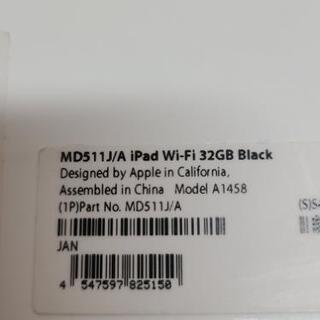 MD511J/A iPad Wi-Fi 32GB Black
Designed by Apple in California,
Assembled in China Model A1458
(1P)Part No. MD511J/A
(S)S
JAN
4 547597 825150